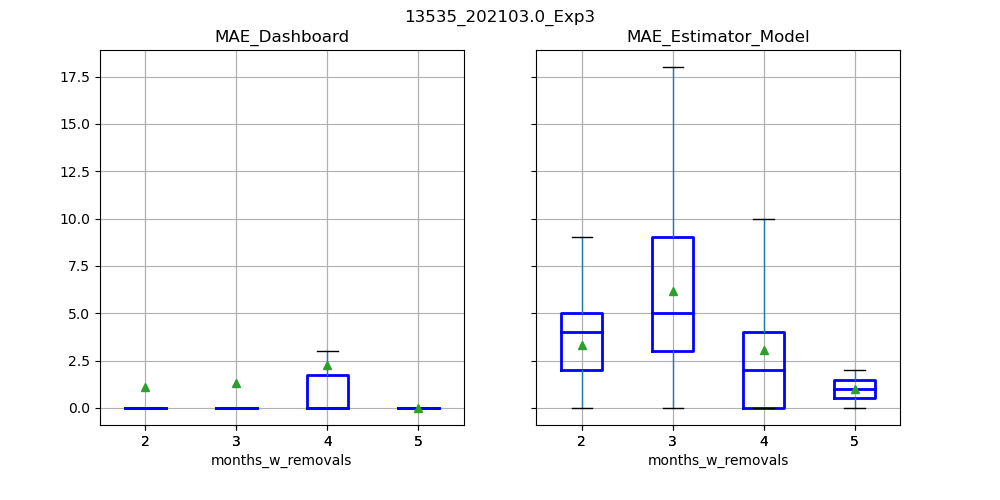 13535_202103.0_Exp3
MAE_Dashboard
MAE_Estimator_Model
17.5
15.0
12.5
10.0
7.5
5.0
2.5
0.0
2 3 4 5
2 3 4 5
months_w_removals
months_w_removals